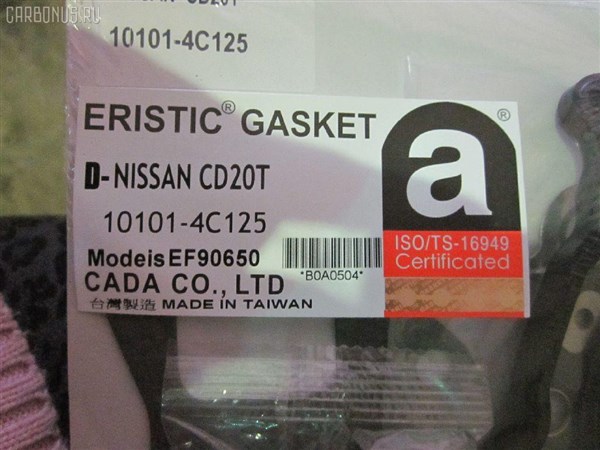 CARBONUS.RU
10101-4C125
ERISTIC® GASKET
D-NISSAN CD20T
10101-4C125
Modeis EF90650
*B0A0504*
CADA CO., LTD
台灣製造 MADE IN TAIWAN
a ®
ISO/TS-16949
Certificated